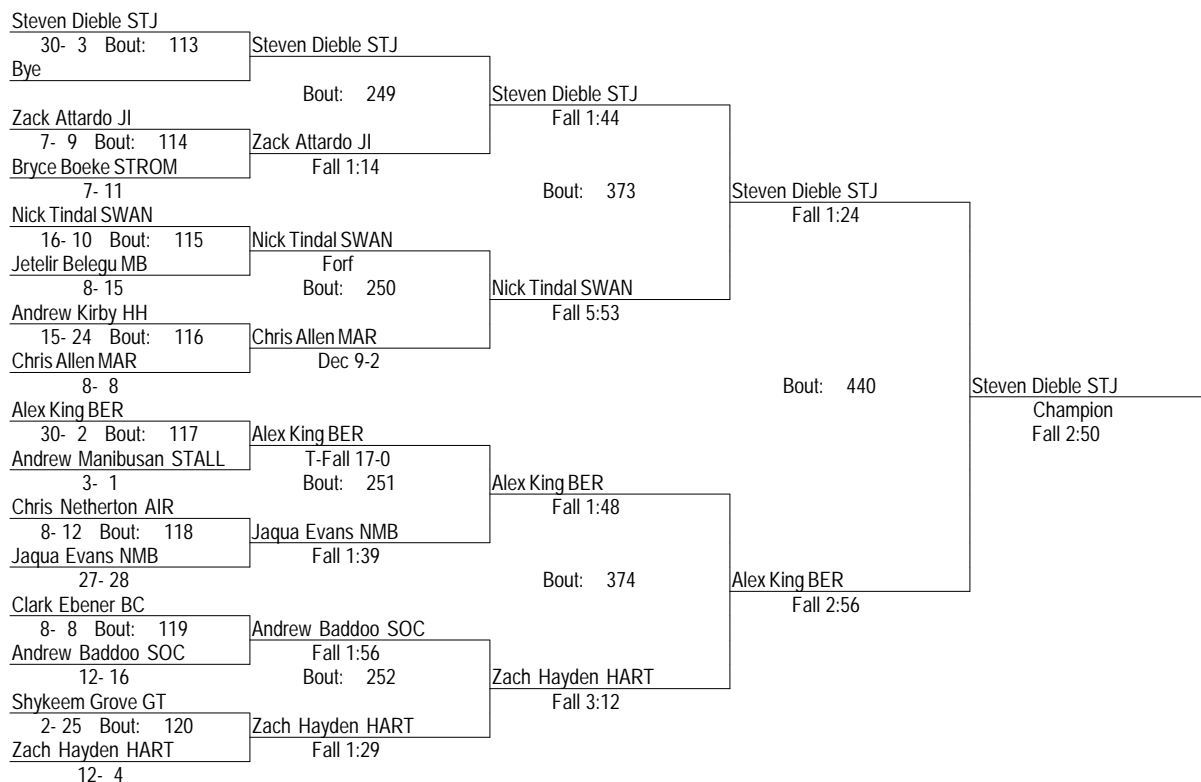 Steven Dieble STJ
30- 3 Bout: 113
Bye
Zack Attardo JI
7- 9 Bout: 114
Bryce Boeke STROM
7- 11
Nick Tindal SWAN
16- 10 Bout: 115
Jetelir Belegu MB
8- 15
Andrew Kirby HH
15- 24 Bout: 116
Chris Allen MAR
8- 8
Alex King BER
30- 2 Bout: 117
Andrew Manibusan STALL
3- 1
Chris Netherton AIR
8- 12 Bout: 118
Jaqua Evans NMB
27- 28
Clark Ebener BC
8- 8 Bout: 119
Andrew Baddoo SOC
12- 16
Shykeem Grove GT
2- 25 Bout: 120
Zach Hayden HART
12- 4
Steven Dieble STJ
Bout: 249
Zack Attardo JI
Fall 1:14
Nick Tindal SWAN
Forf
Bout: 250
Chris Allen MAR
Dec 9-2
Alex King BER
T-Fall 17-0
Bout: 251
Jaqua Evans NMB
Fall 1:39
Andrew Baddoo SOC
Fall 1:56
Bout: 252
Zach Hayden HART
Fall 1:29
Steven Dieble STJ
Fall 1:44
Bout: 373
Nick Tindal SWAN
Fall 5:53
Alex King BER
Fall 1:48
Bout: 374
Zach Hayden HART
Fall 3:12
Steven Dieble STJ
Fall 1:24
Bout: 440
Alex King BER
Fall 2:56
Steven Dieble STJ
Champion
Fall 2:50